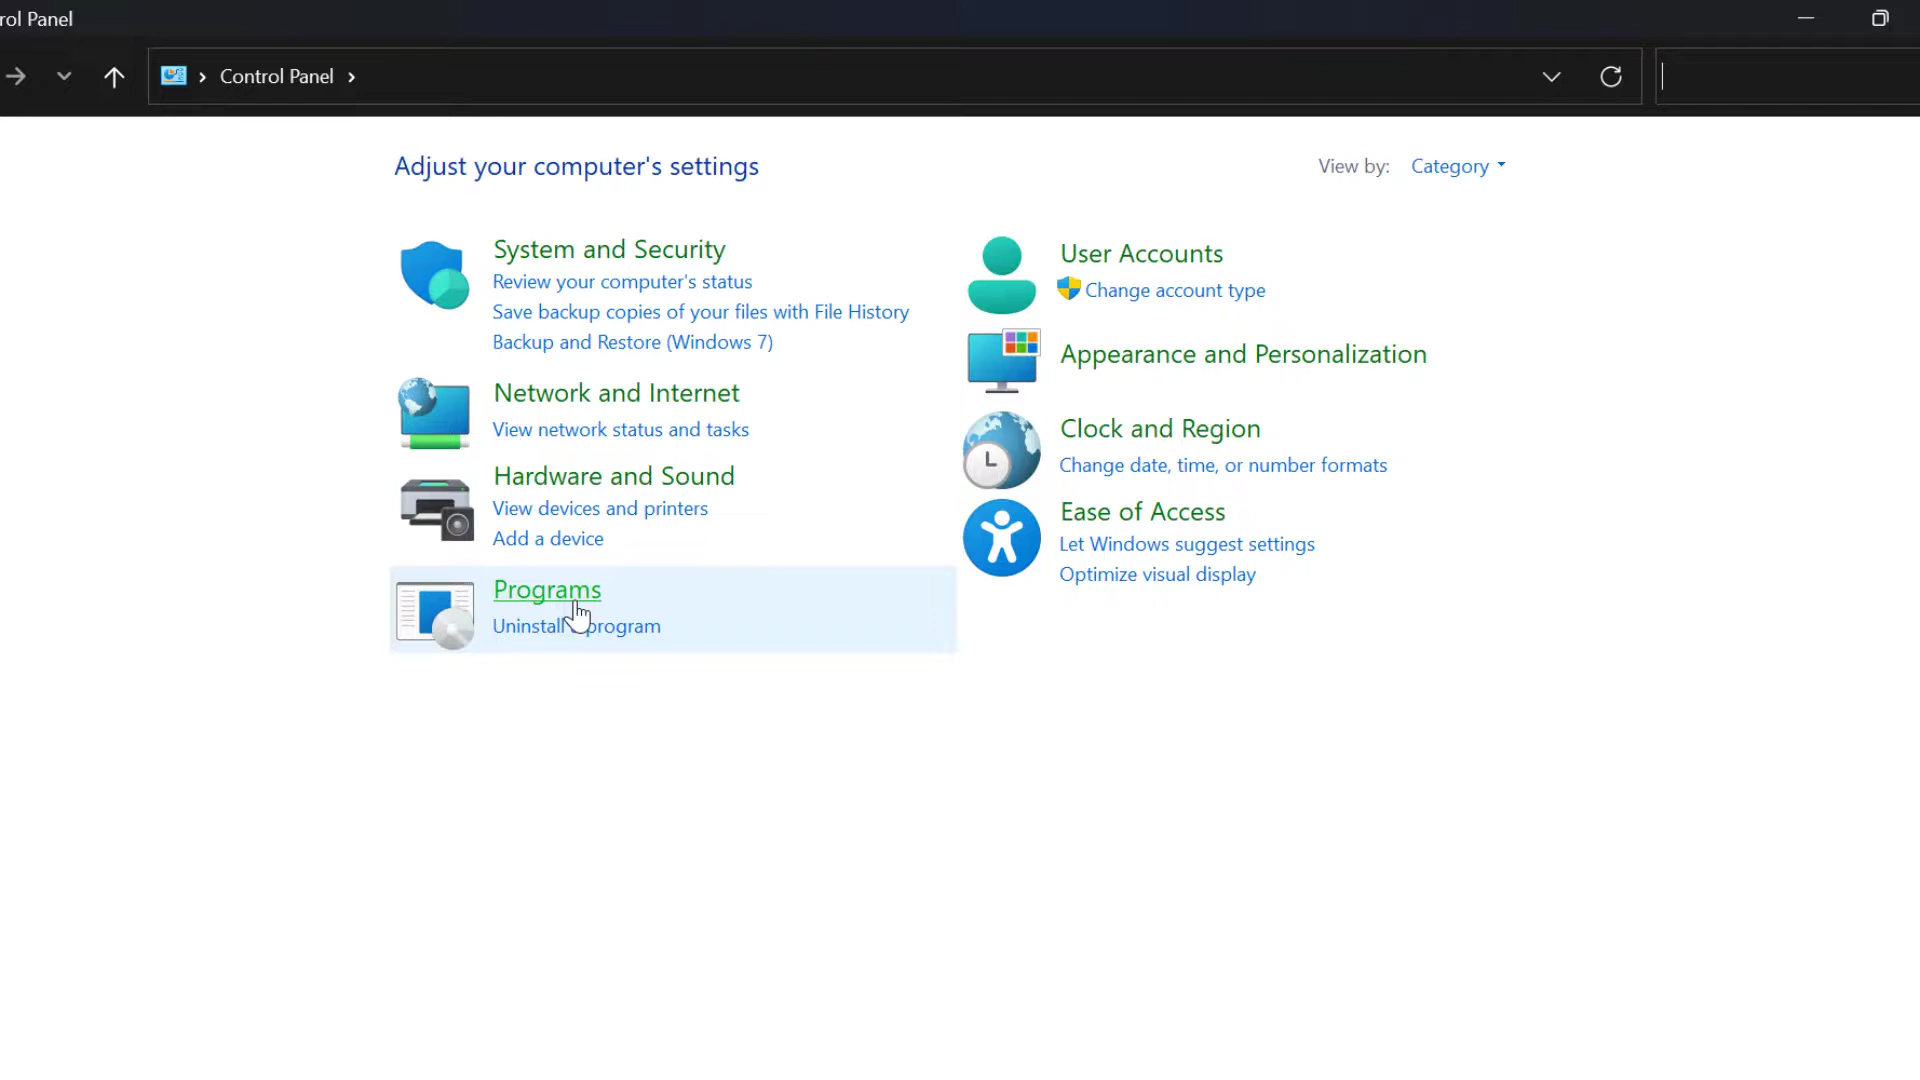 rol Panel
Control Panel
Adjust your computer's settings
View by: Category
System and Security
Review your computer's status
Save backup copies of your files with File History
Backup and Restore (Windows 7)
Network and Internet
View network status and tasks
Hardware and Sound
View devices and printers
Add a device
Programs
Uninstall program
User Accounts
Change account type
Appearance and Personalization
Clock and Region
Change date, time, or number formats
Ease of Access
Let Windows suggest settings
Optimize visual display